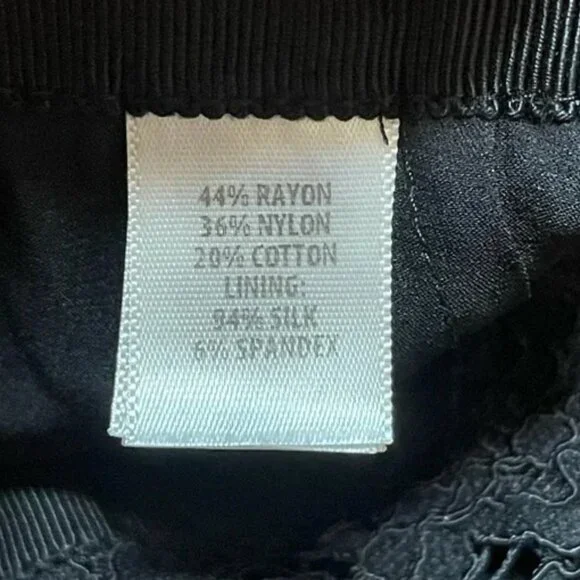 44% RAYON
36% NYLON
20% COTTON
LINING:
94% SILK
6% SPANDEX